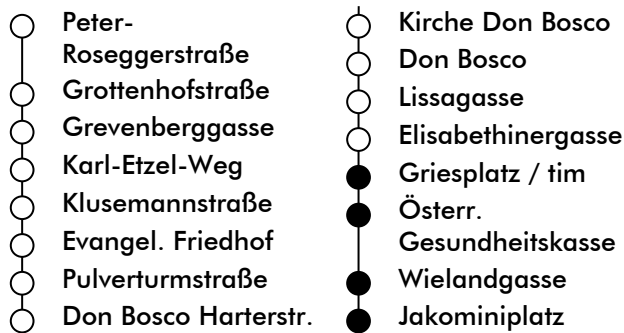 Peter-
Roseggerstraße
Grottenhofstraße
Grevenberggasse
Karl-Etzel-Weg
Klusemannstraße
Evangel. Friedhof
Pulverturmstraße
Don Bosco Harterstr.
Kirche Don Bosco
Don Bosco
Lissagasse
Elisabethinergasse
Griesplatz / tim
Österr.
Gesundheitskasse
Wielandgasse
Jakominiplatz